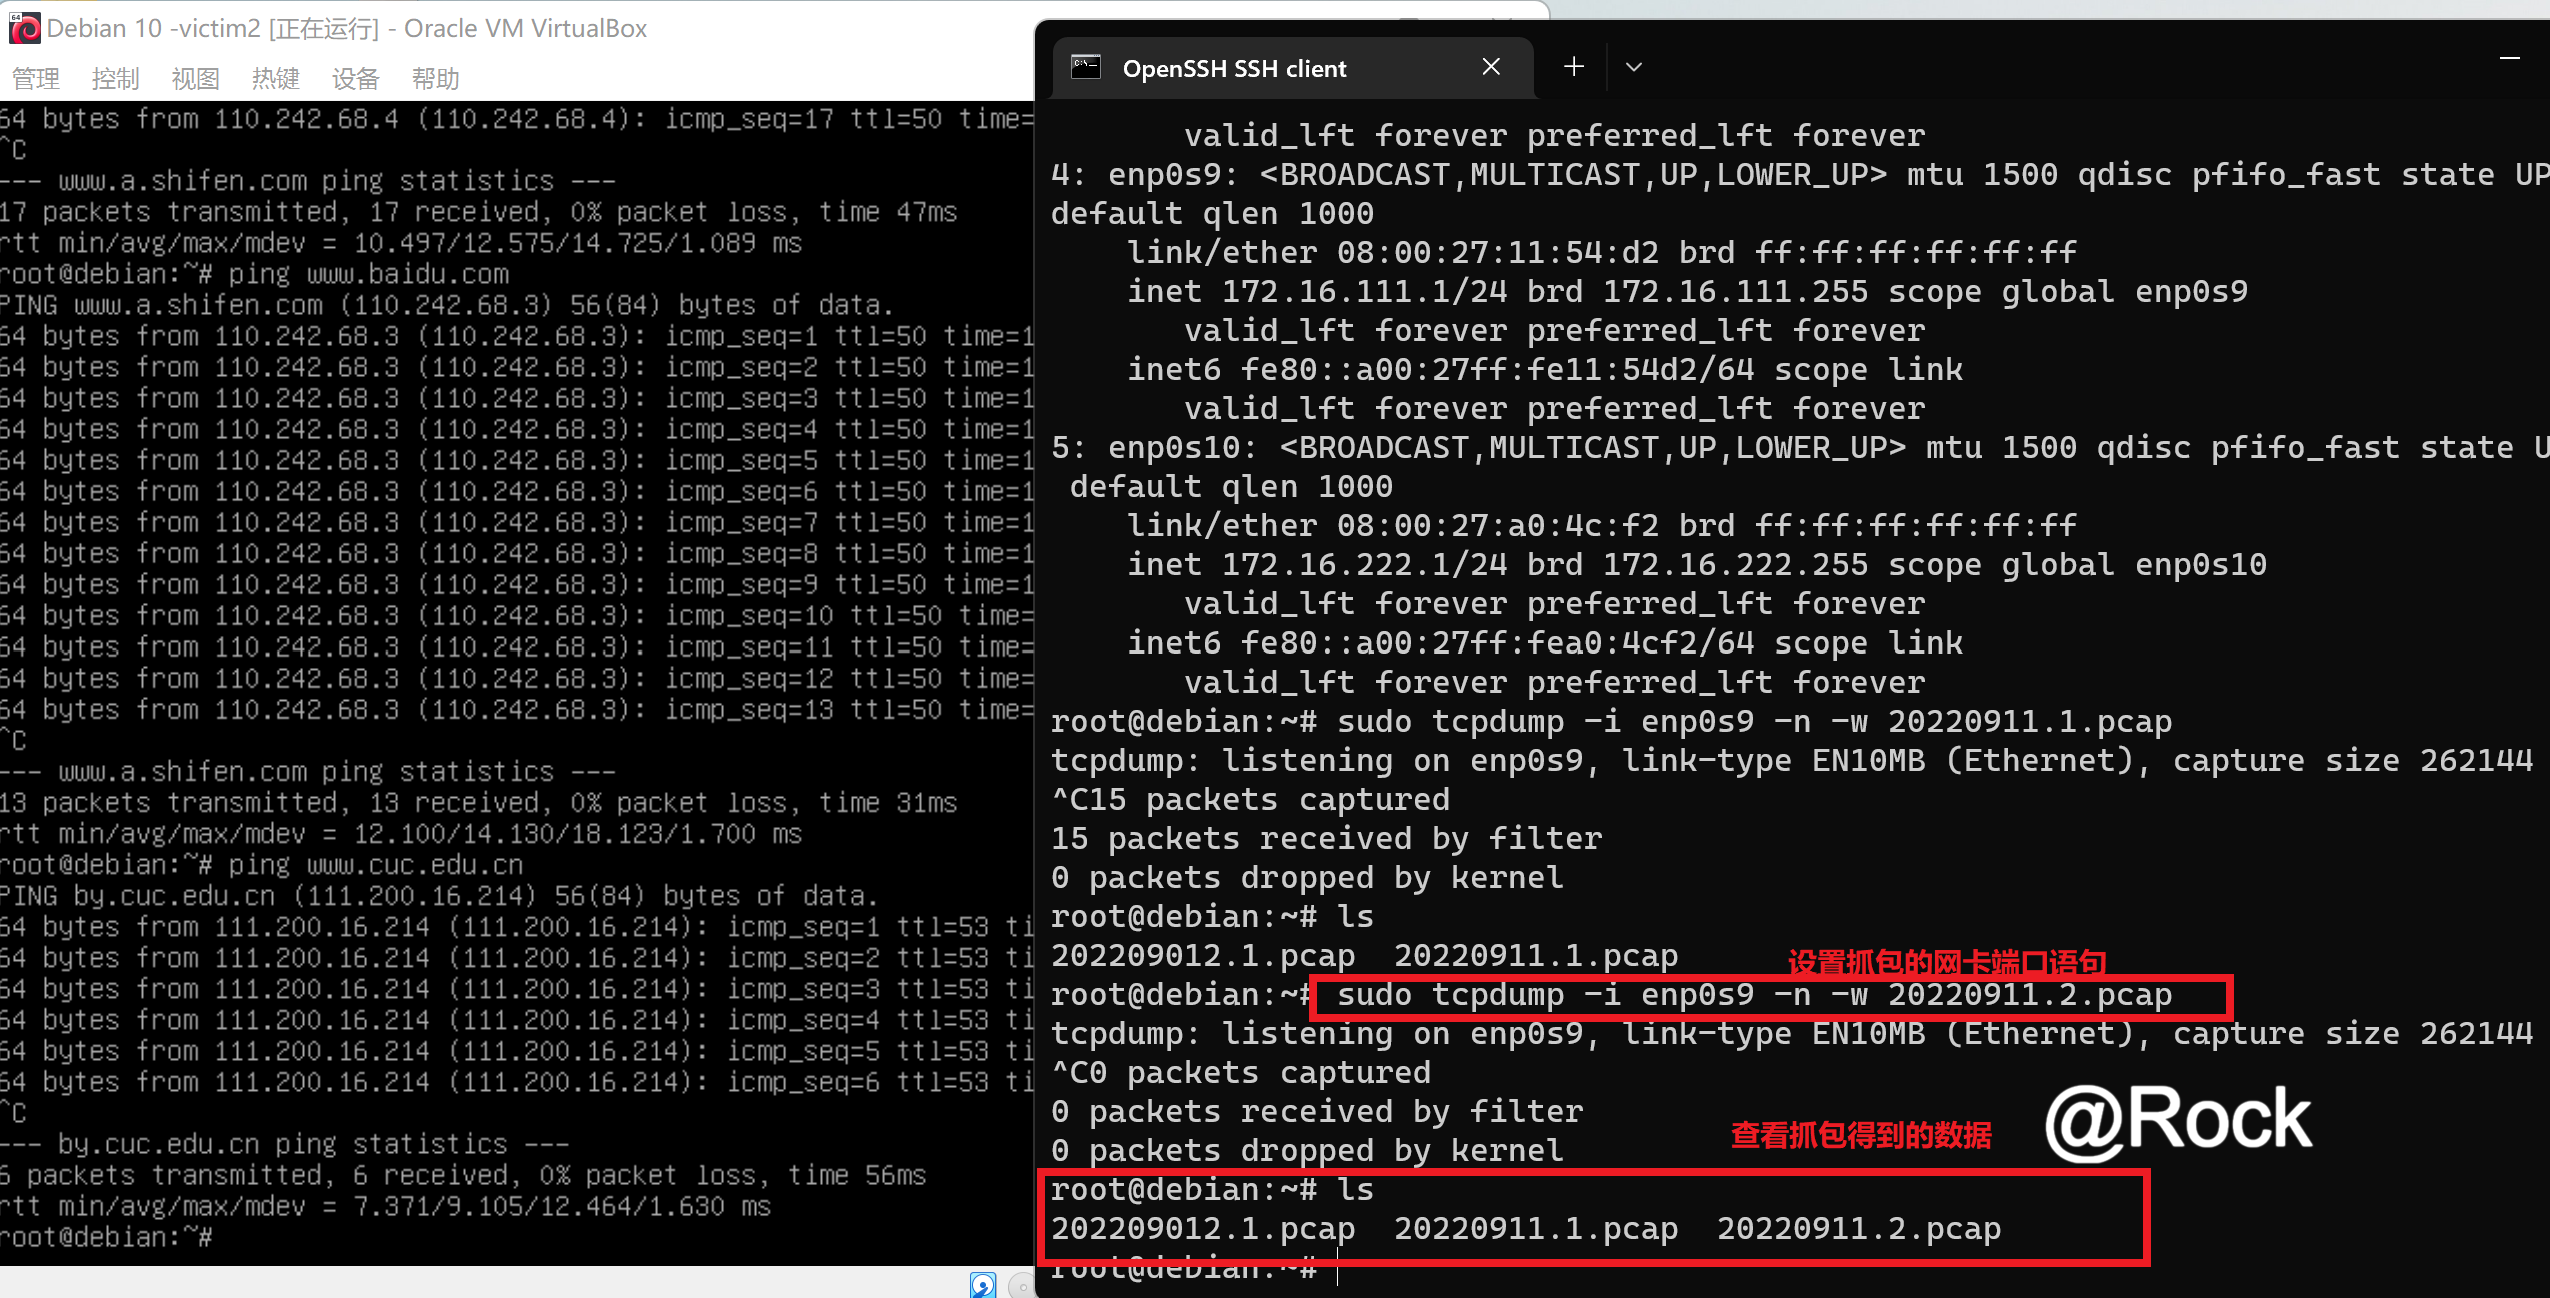 Debian 10 -victim2 [正在运行] - Oracle VM VirtualBox
管理 控制 视图 热键 设备 帮助
64 bytes from 110.242.68.4 (110.242.68.4): icmp_seq=17 ttl=50 time=
^C
--- www.a.shifen.com ping statistics ---
17 packets transmitted, 17 received, 0% packet loss, time 47ms
rtt min/avg/max/mdev = 10.497/12.575/14.725/1.089 ms
root@debian:~# ping www.baidu.com
PING www.a.shifen.com (110.242.68.3) 56(84) bytes of data.
64 bytes from 110.242.68.3 (110.242.68.3): icmp_seq=1 ttl=50 time=1
64 bytes from 110.242.68.3 (110.242.68.3): icmp_seq=2 ttl=50 time=1
64 bytes from 110.242.68.3 (110.242.68.3): icmp_seq=3 ttl=50 time=1
64 bytes from 110.242.68.3 (110.242.68.3): icmp_seq=4 ttl=50 time=1
64 bytes from 110.242.68.3 (110.242.68.3): icmp_seq=5 ttl=50 time=1
64 bytes from 110.242.68.3 (110.242.68.3): icmp_seq=6 ttl=50 time=1
64 bytes from 110.242.68.3 (110.242.68.3): icmp_seq=7 ttl=50 time=1
64 bytes from 110.242.68.3 (110.242.68.3): icmp_seq=8 ttl=50 time=1
64 bytes from 110.242.68.3 (110.242.68.3): icmp_seq=9 ttl=50 time=1
64 bytes from 110.242.68.3 (110.242.68.3): icmp_seq=10 ttl=50 time=
64 bytes from 110.242.68.3 (110.242.68.3): icmp_seq=11 ttl=50 time=
64 bytes from 110.242.68.3 (110.242.68.3): icmp_seq=12 ttl=50 time=
64 bytes from 110.242.68.3 (110.242.68.3): icmp_seq=13 ttl=50 time=
^C
--- www.a.shifen.com ping statistics ---
13 packets transmitted, 13 received, 0% packet loss, time 31ms
rtt min/avg/max/mdev = 12.100/14.130/18.123/1.700 ms
root@debian:~# ping www.cuc.edu.cn
PING by.cuc.edu.cn (111.200.16.214) 56(84) bytes of data.
64 bytes from 111.200.16.214 (111.200.16.214): icmp_seq=1 ttl=53 ti
64 bytes from 111.200.16.214 (111.200.16.214): icmp_seq=2 ttl=53 ti
64 bytes from 111.200.16.214 (111.200.16.214): icmp_seq=3 ttl=53 ti
64 bytes from 111.200.16.214 (111.200.16.214): icmp_seq=4 ttl=53 ti
64 bytes from 111.200.16.214 (111.200.16.214): icmp_seq=5 ttl=53 ti
64 bytes from 111.200.16.214 (111.200.16.214): icmp_seq=6 ttl=53 ti
^C
--- by.cuc.edu.cn ping statistics ---
6 packets transmitted, 6 received, 0% packet loss, time 56ms
rtt min/avg/max/mdev = 7.371/9.105/12.464/1.630 ms
root@debian:~#
OpenSSH SSH client
valid_lft forever preferred_lft forever
4: enp0s9: <BROADCAST,MULTICAST,UP,LOWER_UP> mtu 1500 qdisc pfifo_fast state UP
default qlen 1000
link/ether 08:00:27:11:54:d2 brd ff:ff:ff:ff:ff:ff
inet 172.16.111.1/24 brd 172.16.111.255 scope global enp0s9
valid_lft forever preferred_lft forever
inet6 fe80::a00:27ff:fe11:54d2/64 scope link
valid_lft forever preferred_lft forever
5: enp0s10: <BROADCAST,MULTICAST,UP,LOWER_UP> mtu 1500 qdisc pfifo_fast state U
default qlen 1000
link/ether 08:00:27:a0:4c:f2 brd ff:ff:ff:ff:ff:ff
inet 172.16.222.1/24 brd 172.16.222.255 scope global enp0s10
valid_lft forever preferred_lft forever
inet6 fe80::a00:27ff:fea0:4cf2/64 scope link
valid_lft forever preferred_lft forever
root@debian:~# sudo tcpdump -i enp0s9 -n -w 20220911.1.pcap
tcpdump: listening on enp0s9, link-type EN10MB (Ethernet), capture size 262144
^C15 packets captured
15 packets received by filter
0 packets dropped by kernel
root@debian:~# ls
202209012.1.pcap 20220911.1.pcap
设置抓包的网卡端口语句
root@debian:~# sudo tcpdump -i enp0s9 -n -w 20220911.2.pcap
tcpdump: listening on enp0s9, link-type EN10MB (Ethernet), capture size 262144
^C0 packets captured
0 packets received by filter
0 packets dropped by kernel
查看抓包得到的数据
@Rock
root@debian:~# ls
202209012.1.pcap 20220911.1.pcap 20220911.2.pcap
root@debian:~#